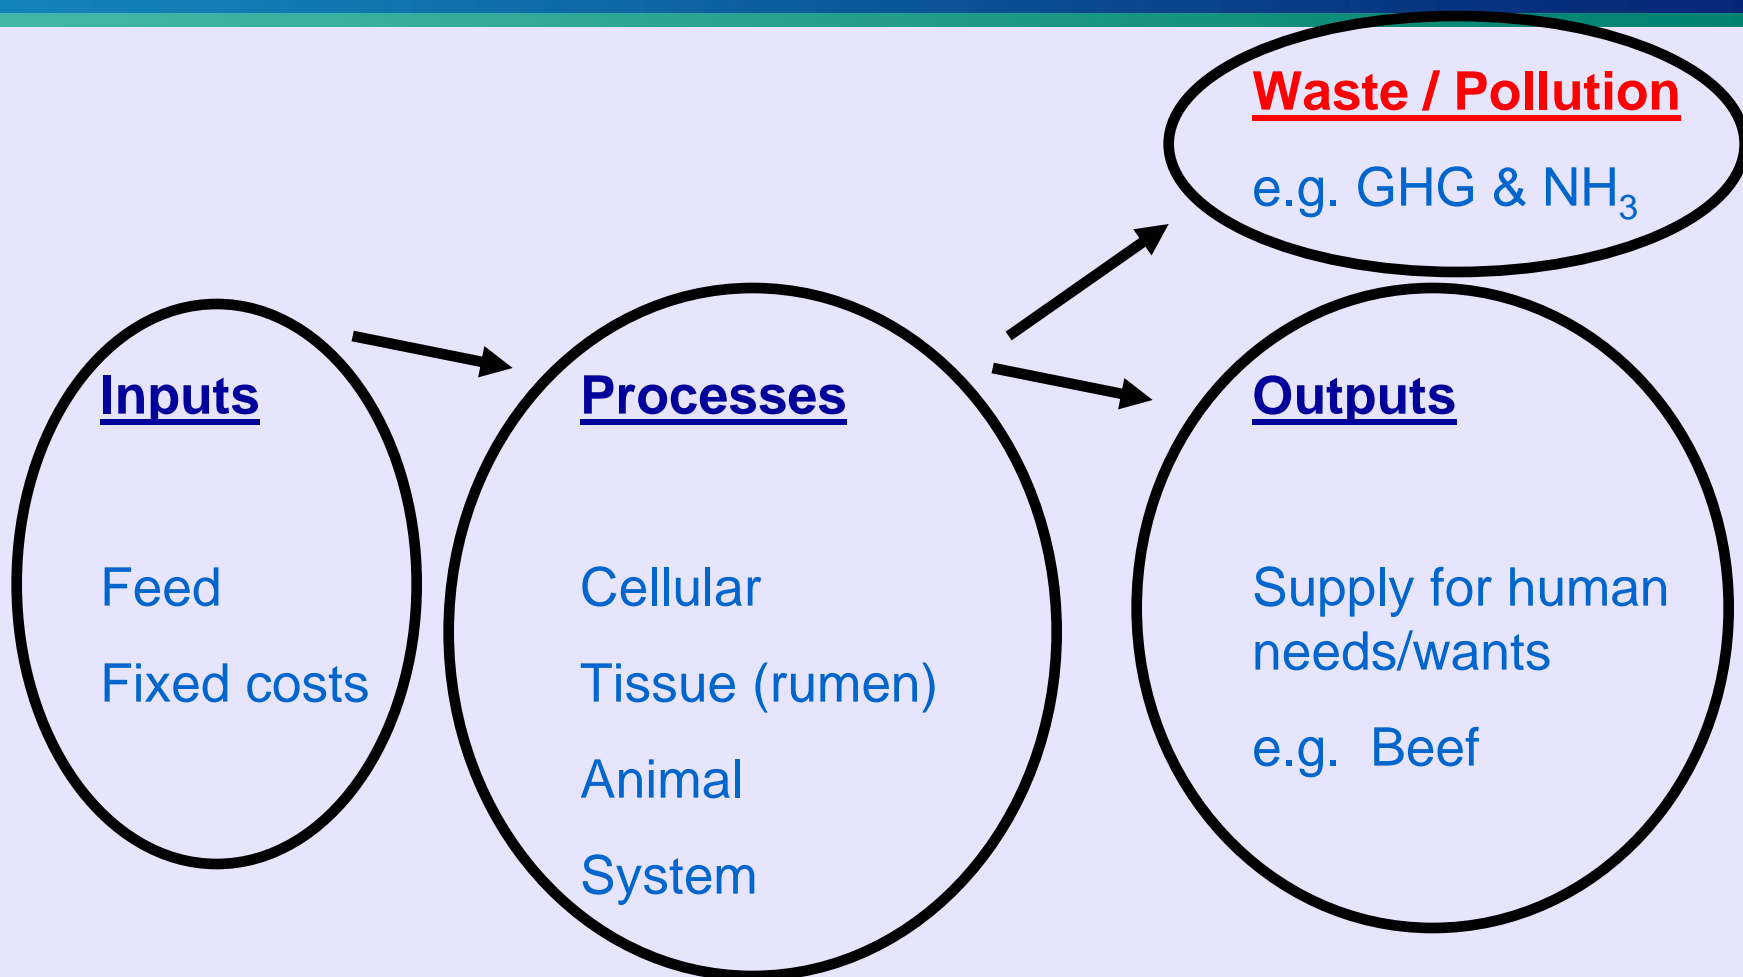 Waste / Pollution
e.g. GHG & NH₃
Inputs
Feed
Fixed costs
Processes
Cellular
Tissue (rumen)
Animal
System
Outputs
Supply for human
needs/wants
e.g. Beef